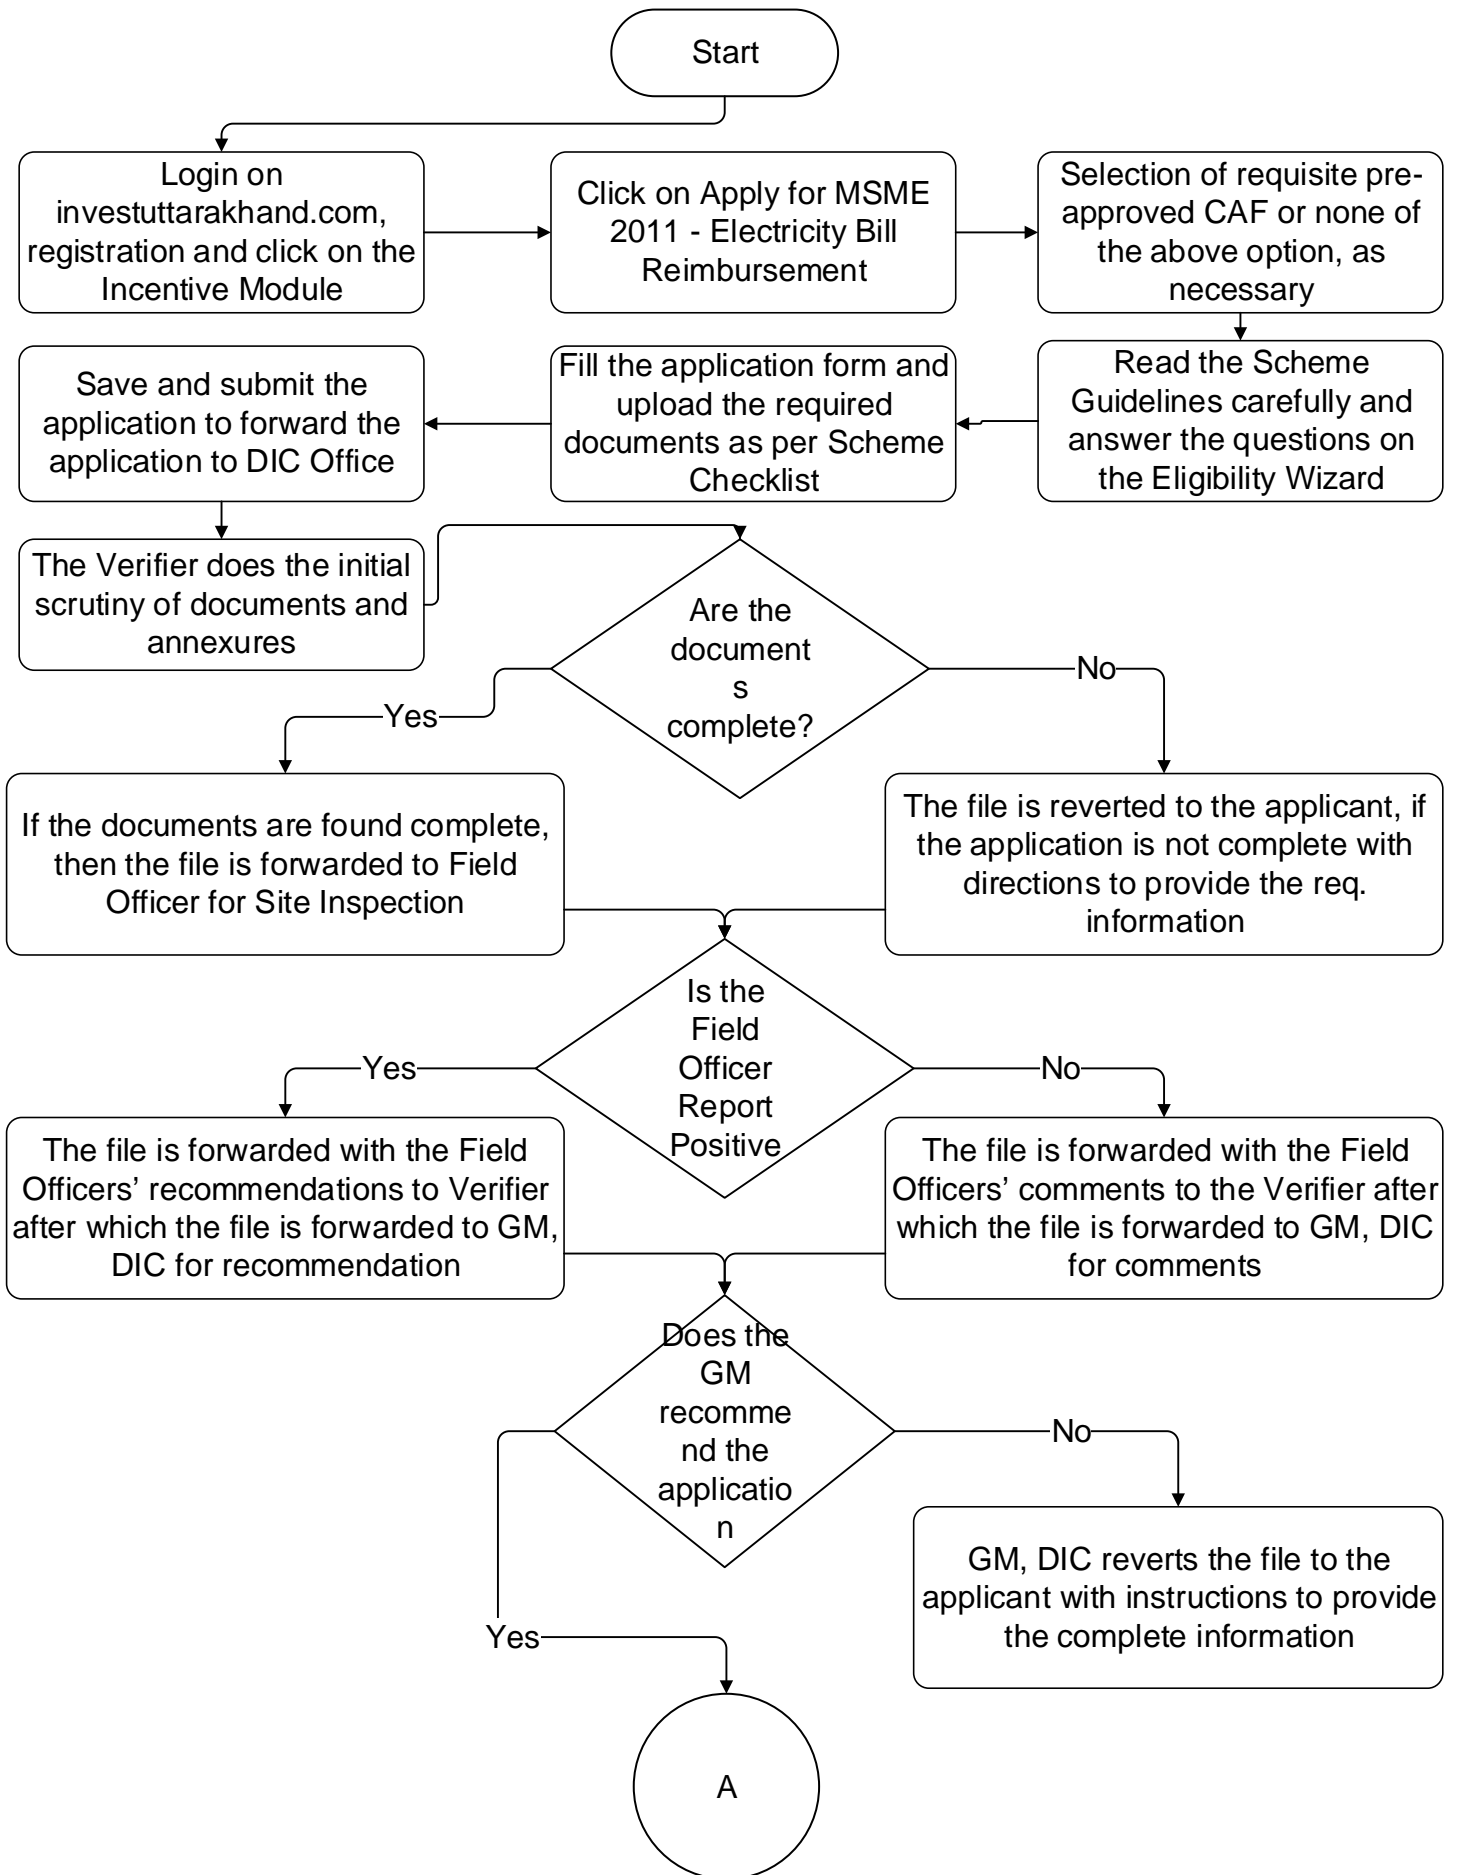 Start
Login on
investuttarakhand.com,
registration and click on the
Incentive Module
Click on Apply for MSME
2011 - Electricity Bill
Reimbursement
Selection of requisite pre-
approved CAF or none of
the above option, as
necessary
Read the Scheme
Guidelines carefully and
answer the questions on
the Eligibility Wizard
Fill the application form and
upload the required
documents as per Scheme
Checklist
Save and submit the
application to forward the
application to DIC Office
The Verifier does the initial
scrutiny of documents and
annexures
Are the
document
s
complete?
Yes
No
If the documents are found complete,
then the file is forwarded to Field
Officer for Site Inspection
The file is reverted to the applicant, if
the application is not complete with
directions to provide the req.
information
Is the
Field
Officer
Report
Positive
Yes
No
The file is forwarded with the Field
Officers’ recommendations to Verifier
after which the file is forwarded to GM,
DIC for recommendation
The file is forwarded with the Field
Officers’ comments to the Verifier after
which the file is forwarded to GM, DIC
for comments
Does the
GM
recomme
nd the
applicatio
n
No
GM, DIC reverts the file to the
applicant with instructions to provide
the complete information
Yes
A